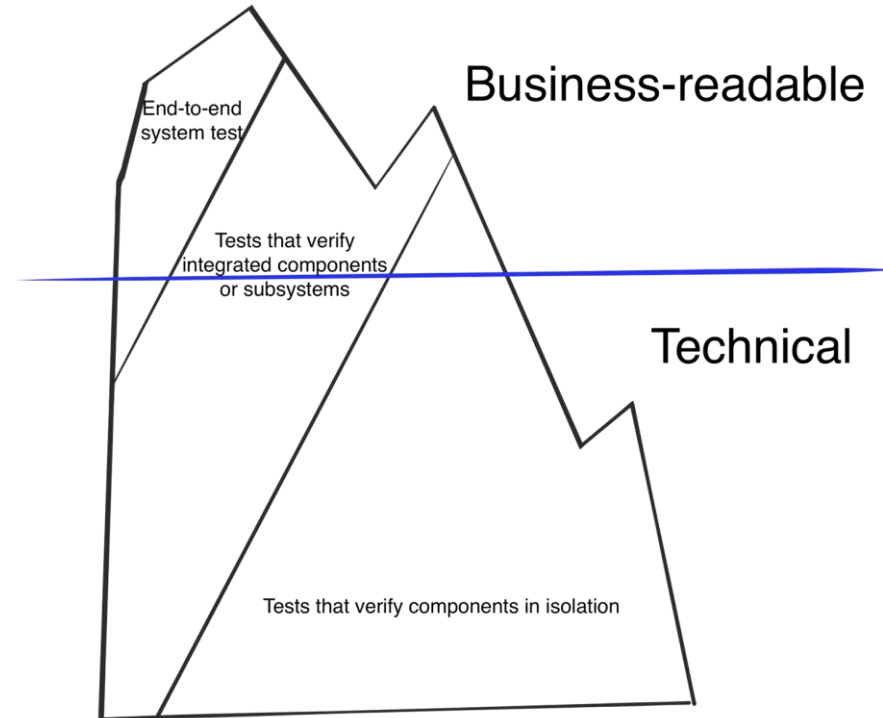 Business-readable
End-to-end
system test
Tests that verify
integrated components
or subsystems
Technical
Tests that verify components in isolation